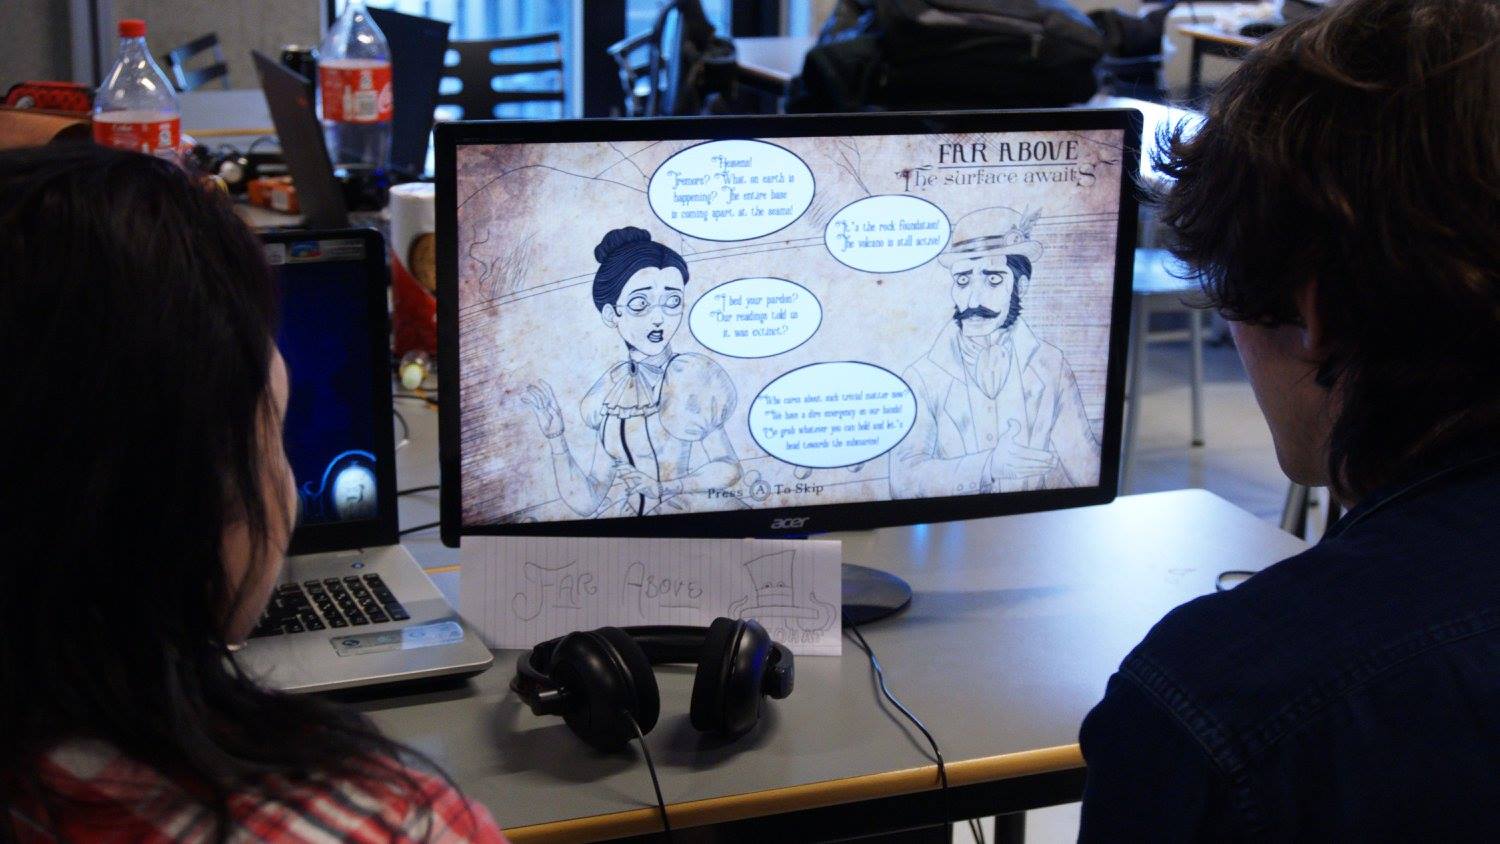 FAR ABOVE
The surface awaits
Heavens!
Tremors? What on earth is
happening? The entire base
is coming apart at the seams!
It's the rock foundation!
The volcano is still active!
I beg your pardon?
Our readings told us
it was extinct?
Who cares about such trivial matter now?
We have a dire emergency on our hands!
Go grab whatever you can hold and let's
head towards the submarine!
Press A To Skip
acer
FAR ABOVE